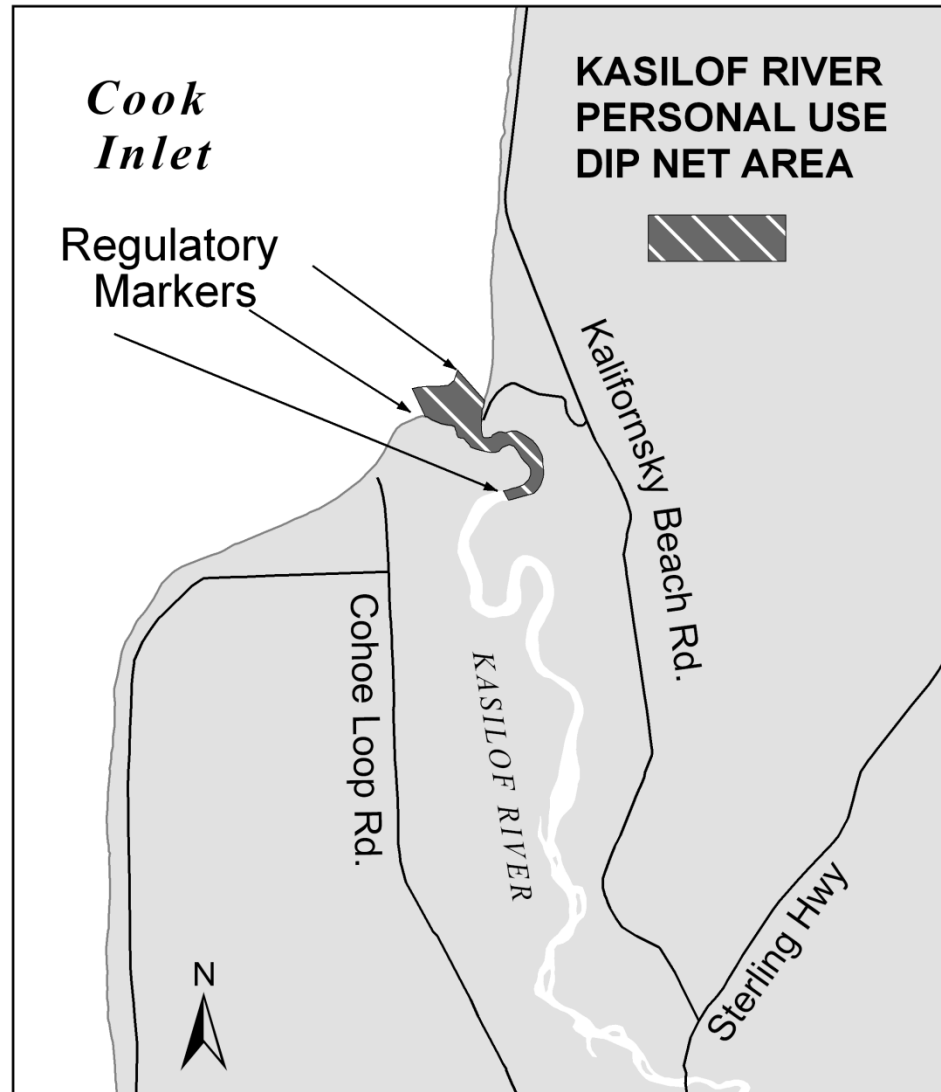 Cook
Inlet
KASILOF RIVER
PERSONAL USE
DIP NET AREA
Regulatory
Markers
Kalifornsky Beach Rd.
Cohoe Loop Rd.
KASILOF RIVER
Sterling Hwy
N